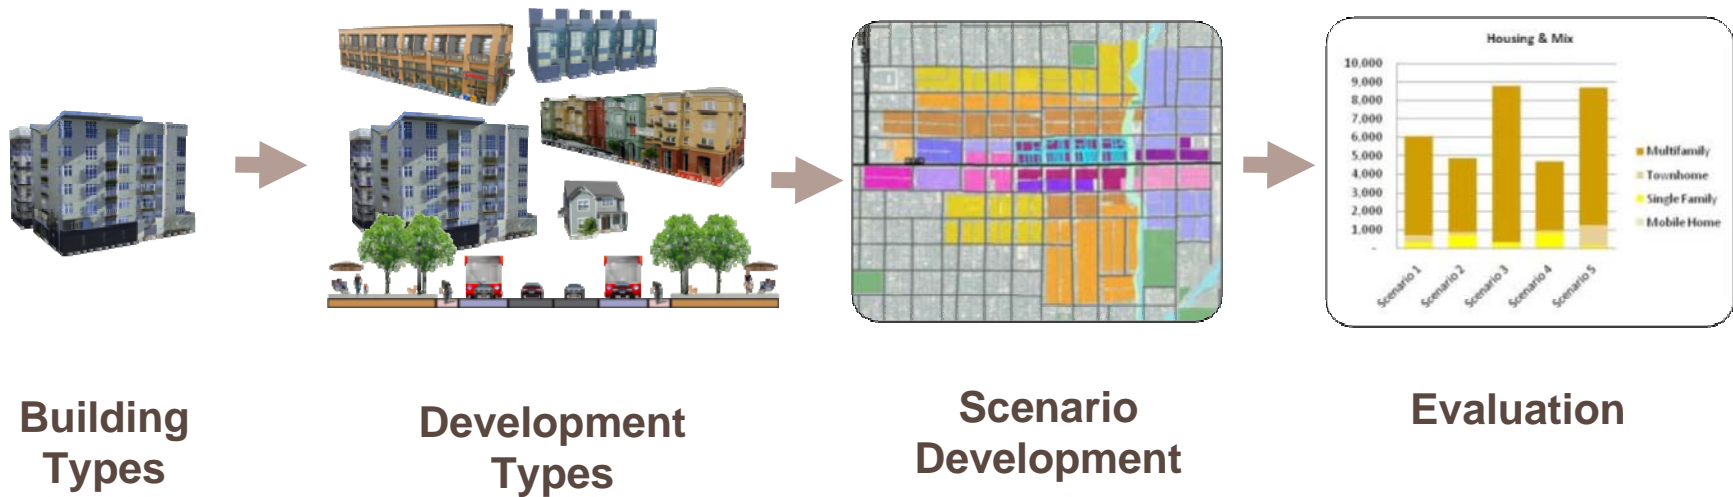 Housing & Mix
10,000
9,000
8,000
7,000
6,000
5,000
4,000
3,000
2,000
1,000
-
Scenario 1
Scenario 2
Scenario 3
Scenario 4
Scenario 5
Multifamily
Townhome
Single Family
Mobile Home
Building
Types
Development
Types
Scenario
Development
Evaluation